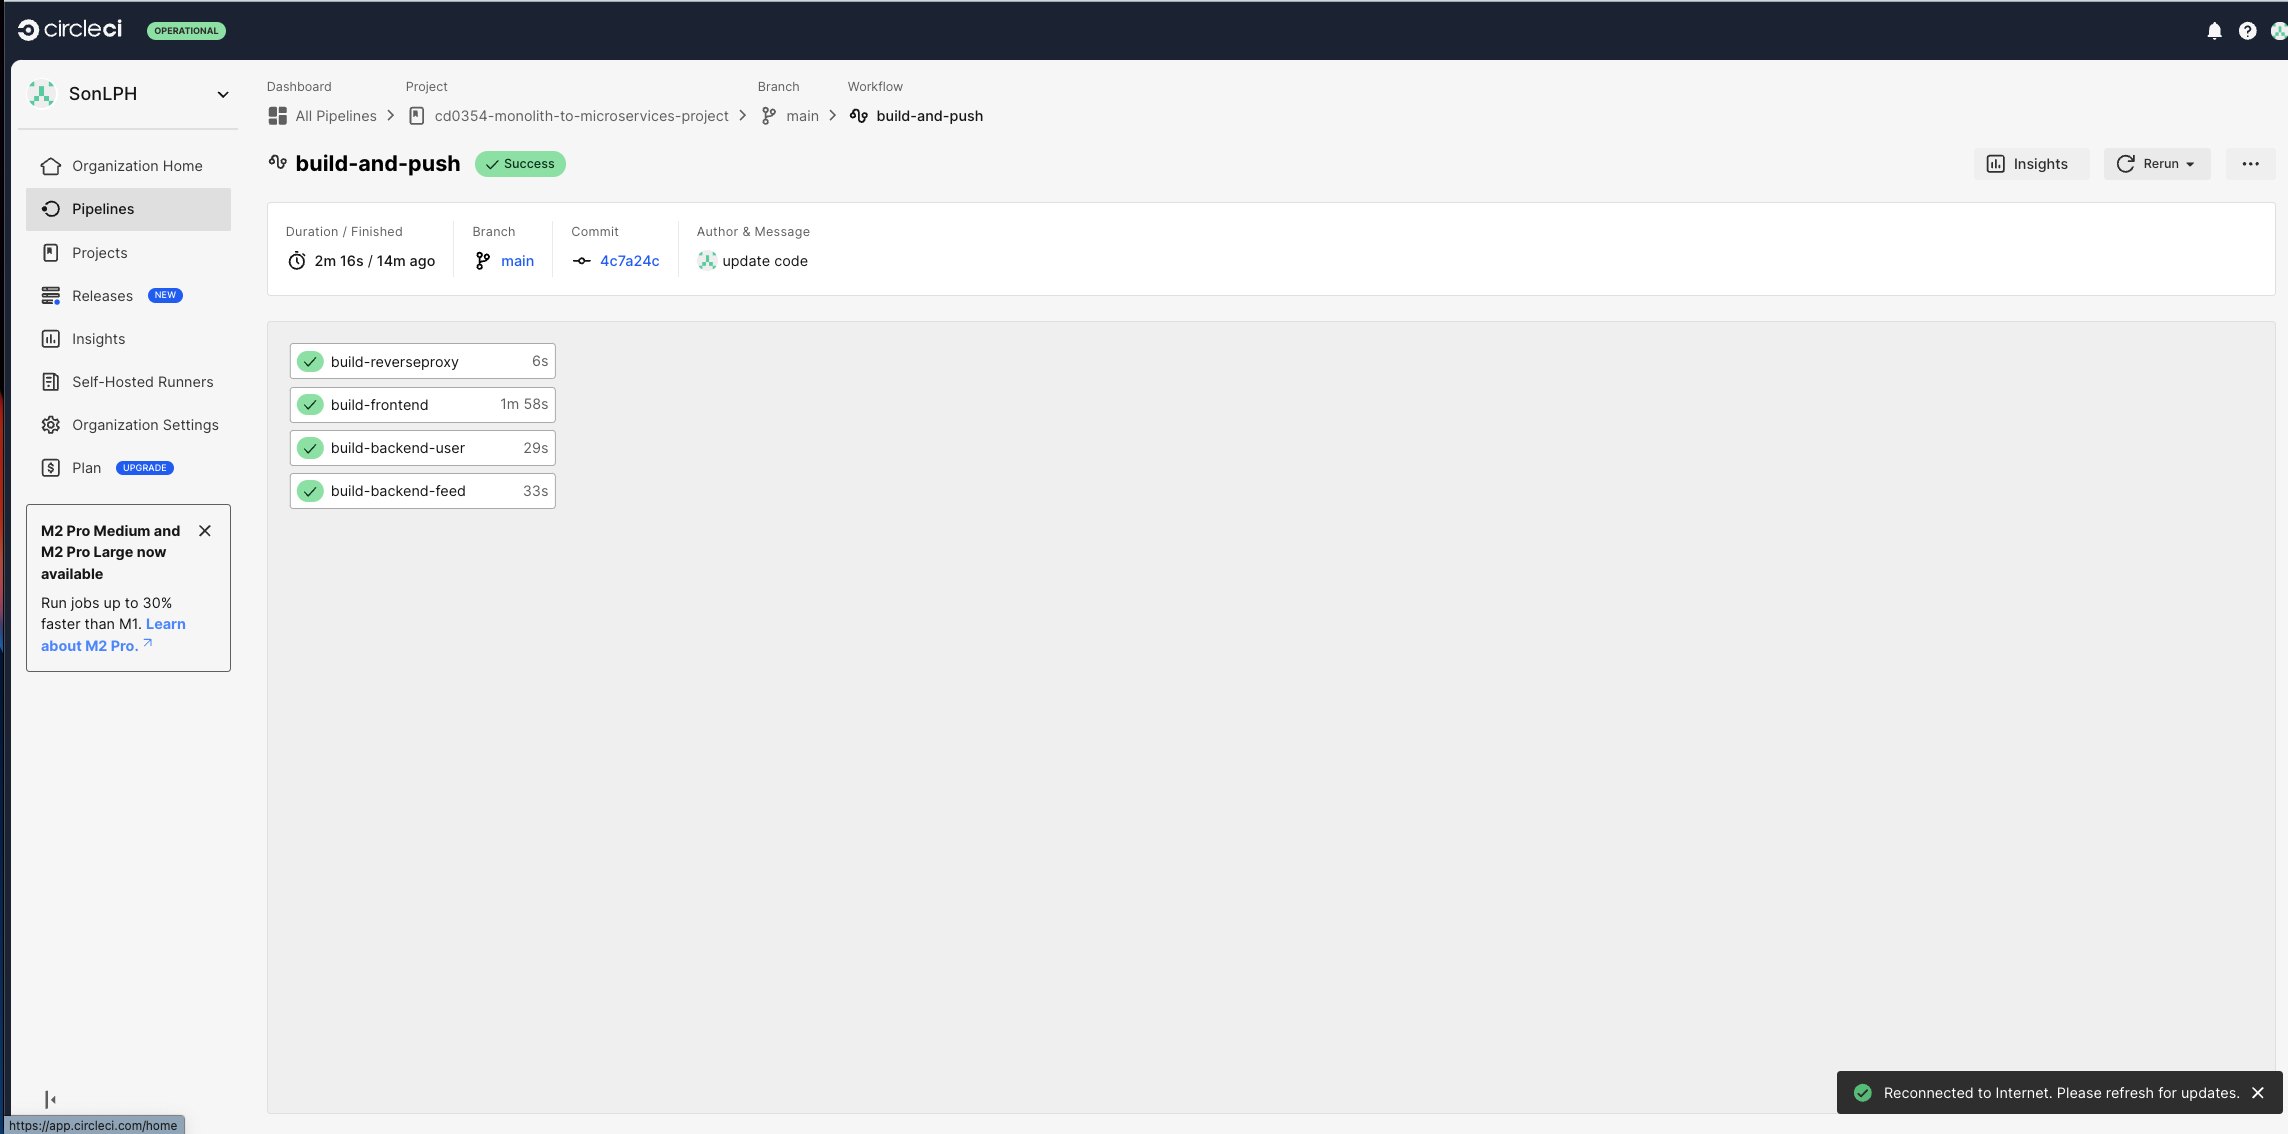 circleci
OPERATIONAL
SonLPH
Organization Home
Pipelines
Projects
Releases NEW
Insights
Self-Hosted Runners
Organization Settings
Plan UPGRADE
M2 Pro Medium and
M2 Pro Large now
available
Run jobs up to 30%
faster than M1. Learn
about M2 Pro.
Dashboard Project Branch Workflow
All Pipelines cd0354-monolith-to-microservices-project main build-and-push
build-and-push Success
Insights Rerun
Duration / Finished Branch Commit Author & Message
2m 16s / 14m ago main 4c7a24c update code
build-reverseproxy 6s
build-frontend 1m 58s
build-backend-user 29s
build-backend-feed 33s
Reconnected to Internet. Please refresh for updates.
https://app.circleci.com/home